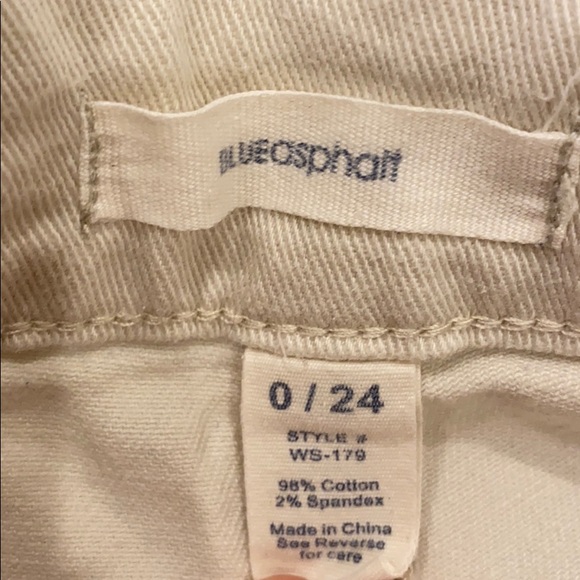 BLUEasphalt
0 / 24
STYLE #
WS-179
98% Cotton
2% Spandex
Made in China
See Reverse
for care